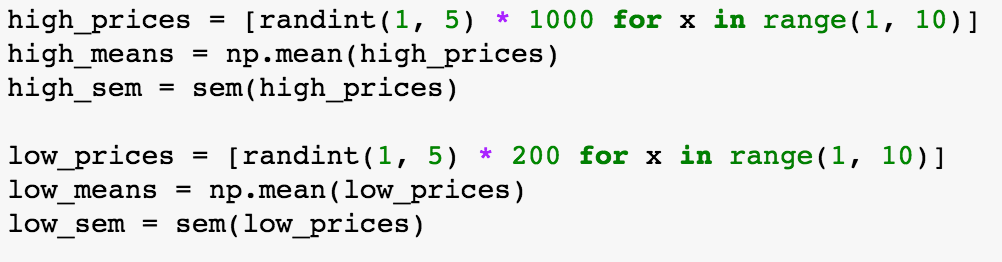 high_prices = [randint(1, 5) * 1000 for x in range(1, 10)]
high_means = np.mean(high_prices)
high_sem = sem(high_prices)

low_prices = [randint(1, 5) * 200 for x in range(1, 10)]
low_means = np.mean(low_prices)
low_sem = sem(low_prices)